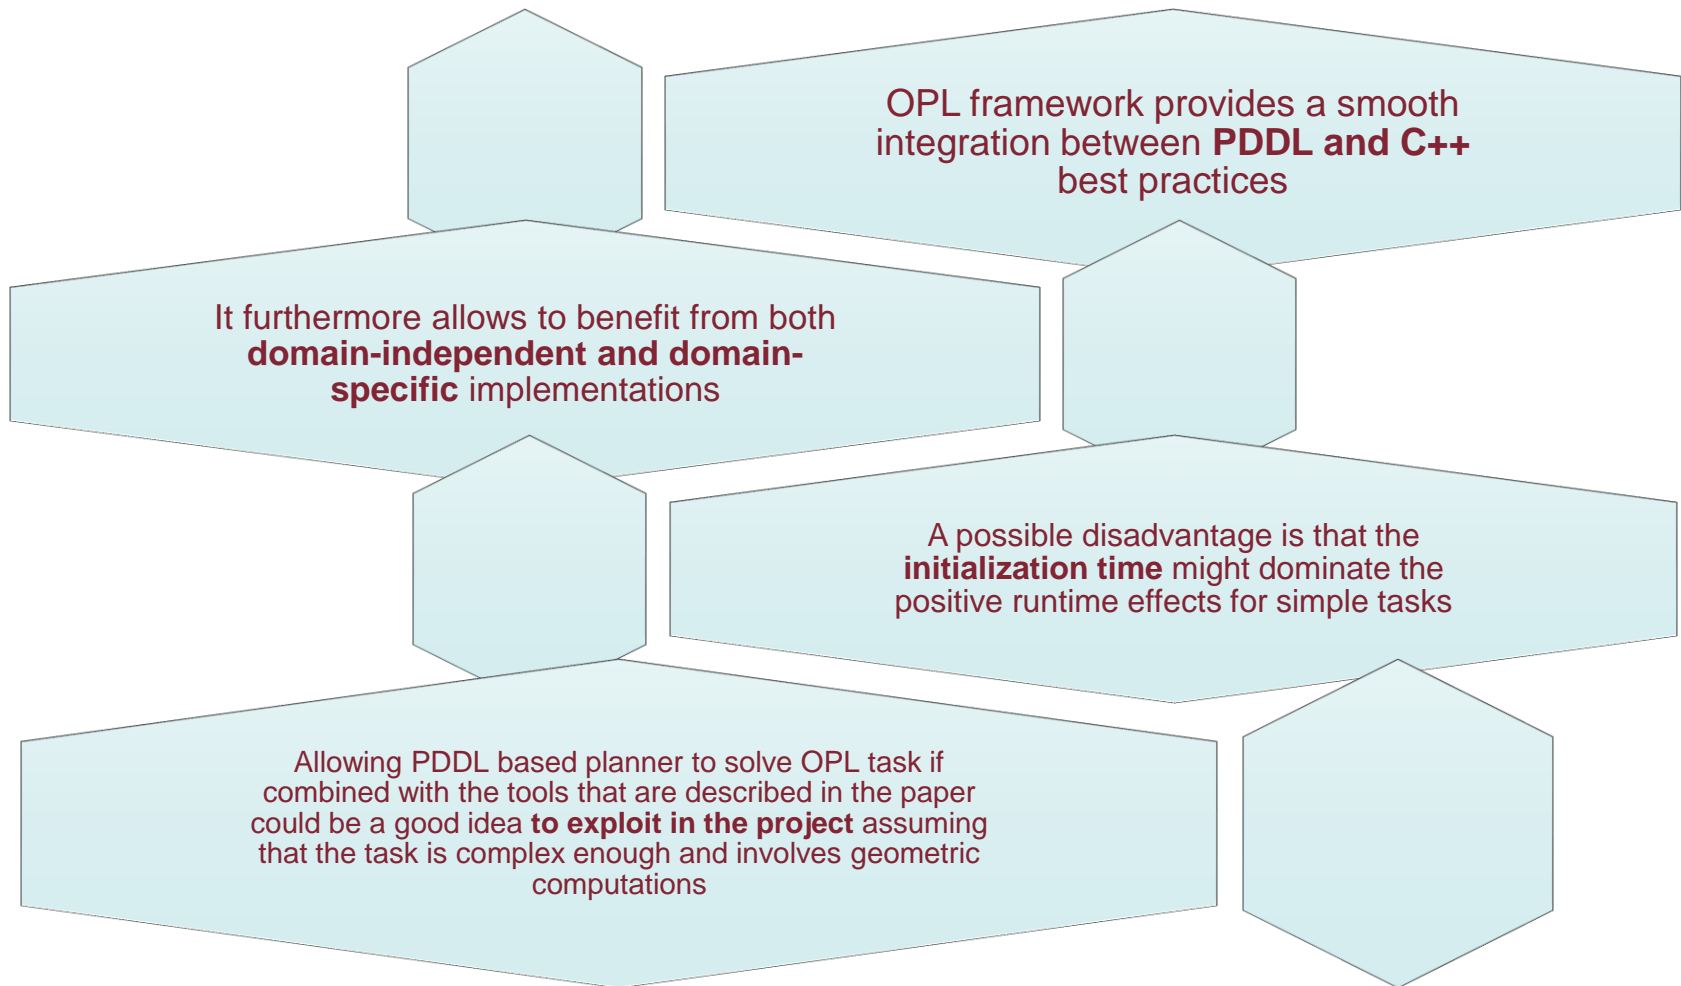 OPL framework provides a smooth
integration between PDDL and C++
best practices
It furthermore allows to benefit from both
domain-independent and domain-
specific implementations
A possible disadvantage is that the
initialization time might dominate the
positive runtime effects for simple tasks
Allowing PDDL based planner to solve OPL task if
combined with the tools that are described in the paper
could be a good idea to exploit in the project assuming
that the task is complex enough and involves geometric
computations